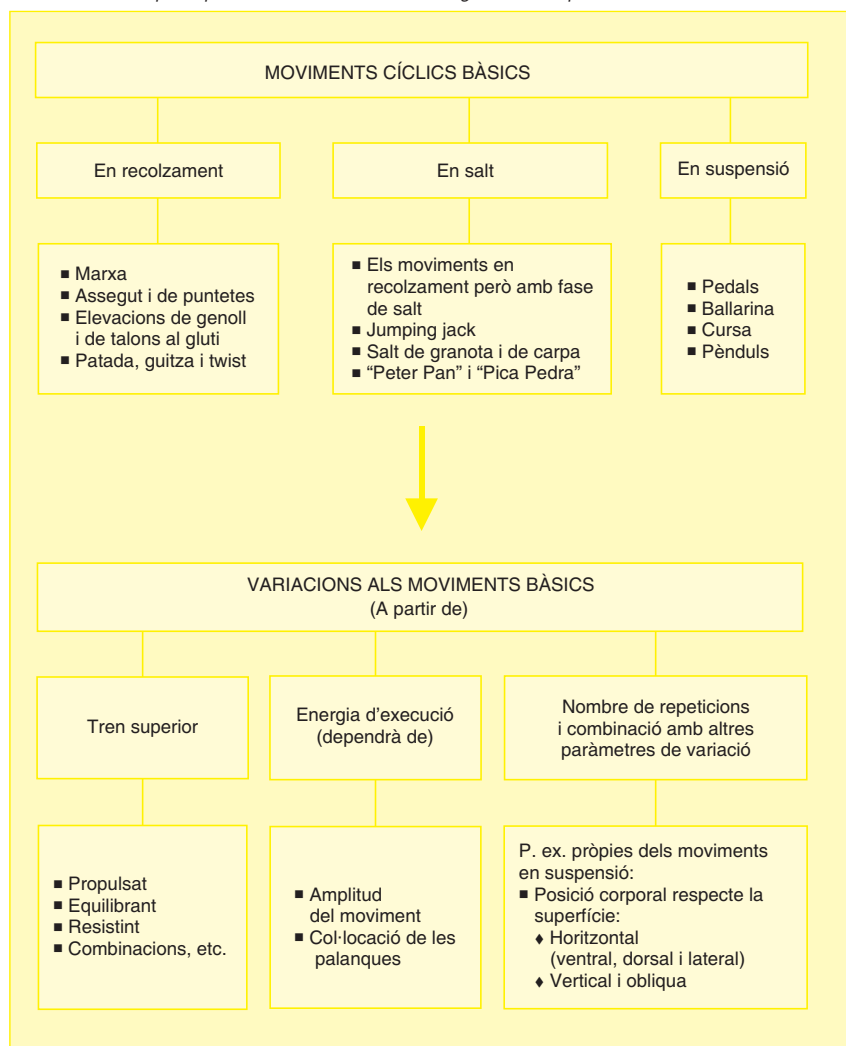 MOVIMENTS CÍCLICS BÀSICS
En recolzament
En salt
En suspensió
■ Marxa
■ Assegut i de puntetes
■ Elevacions de genoll
i de talons al gluti
■ Patada, guitza i twist
■ Els moviments en
recolzament però amb fase
de salt
■ Jumping jack
■ Salt de granota i de carpa
■ “Peter Pan” i “Pica Pedra”
■ Pedals
■ Ballarina
■ Cursa
■ Pènduls
VARIACIONS ALS MOVIMENTS BÀSICS
(A partir de)
Tren superior
Energia d’execució
(dependrà de)
Nombre de repeticions
i combinació amb altres
paràmetres de variació
■ Propulsat
■ Equilibrant
■ Resistint
■ Combinacions, etc.
■ Amplitud
del moviment
■ Col·locació de les
palanques
P. ex. pròpies dels moviments
en suspensió:
■ Posició corporal respecte la
superfície:
♦ Horitzontal
(ventral, dorsal i lateral)
♦ Vertical i obliqua